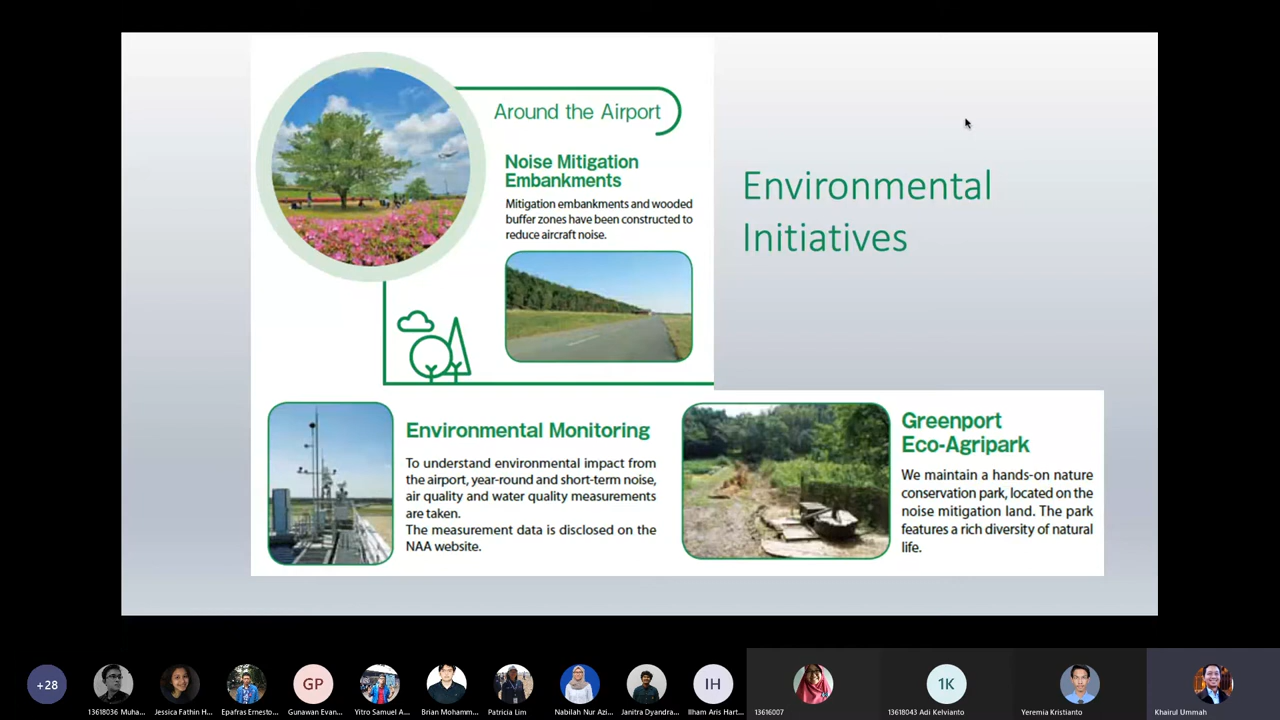 Around the Airport
Noise Mitigation
Embankments
Mitigation embankments and wooded
buffer zones have been constructed to
reduce aircraft noise.
Environmental
Initiatives
Environmental Monitoring
To understand environmental impact from
the airport, year-round and short-term noise,
air quality and water quality measurements
are taken.
The measurement data is disclosed on the
NAA website.
Greenport
Eco-Agripark
We maintain a hands-on nature
conservation park, located on the
noise mitigation land. The park
features a rich diversity of natural
life.
+28
GP
IH
1K
13618036 Muha...
Jessica Fathin H...
Epafras Ernesto...
Gunawan Evan...
Yitro Samuel A...
Brian Mohamm...
Patricia Lim
Nabilah Nur Azi...
Janitra Dyandra...
Ilham Aris Hart...
13616007
13618043 Adi Kelvianto
Yeremia Kristianto
Khairul Ummah